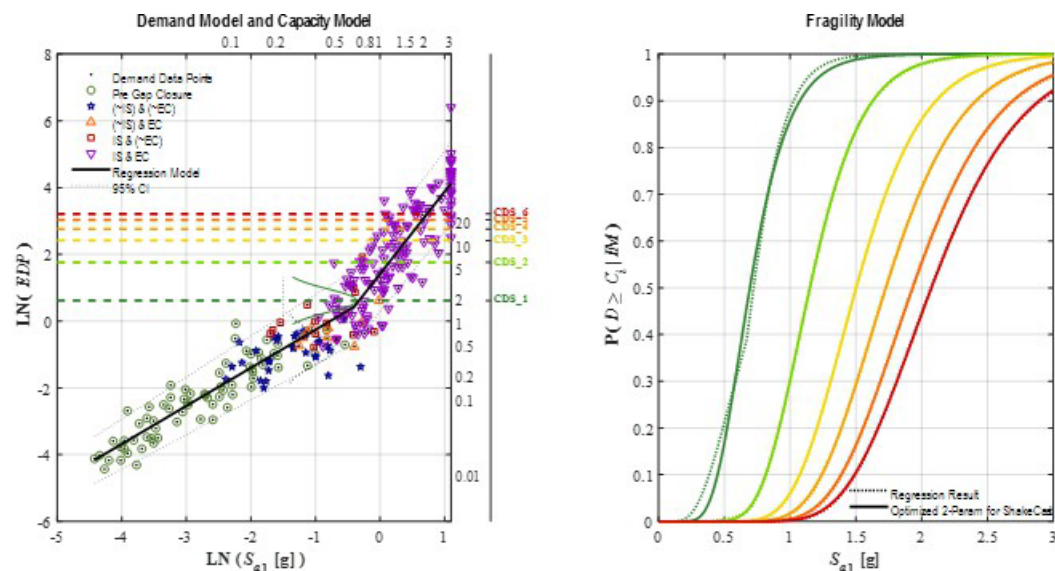 Demand Model and Capacity Model
0.1 0.2 0.5 0.81 1.5 2 3
8
6
4
2
0
-2
-4
-6
LN( EDP)
Demand Data Points
Pre Gap Closure
(~IS) & (~EC)
(~IS) & EC
IS & (~EC)
IS & EC
Regression Model
95% CI
CDS_6
CDS_4
CDS_3
CDS_2
CDS_1
20
10
5
2
1
0.5
0.2
0.1
0.01
-5 -4 -3 -2 -1 0 1
LN (Sa1 [g])
Fragility Model
1
0.9
0.8
0.7
0.6
0.5
0.4
0.3
0.2
0.1
0
P( D ≥ Ci | IM)
Regression Result
Optimized 2-Param for ShakeCast
0 0.5 1 1.5 2 2.5 3
Sa1 [g]